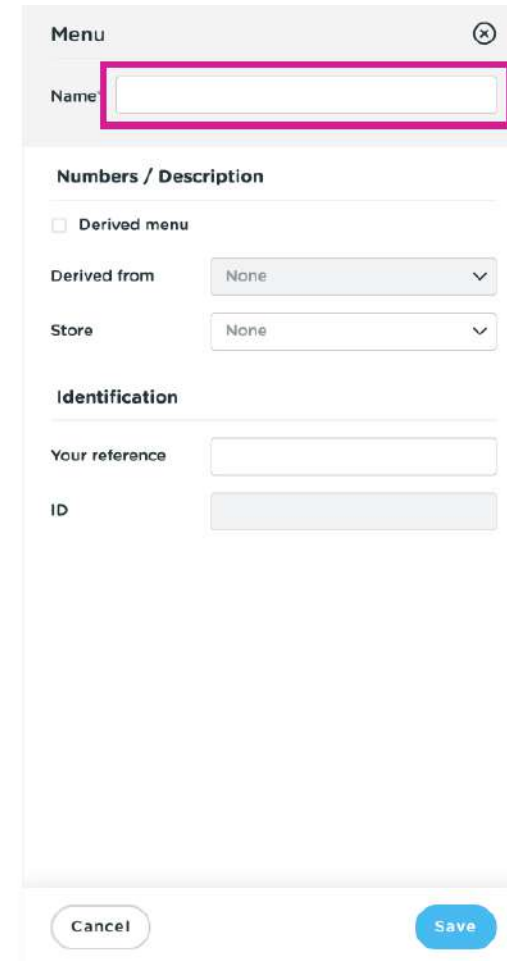 Menu
Name*
Numbers / Description
Derived menu
Derived from None
Store None
Identification
Your reference
ID
Cancel Save